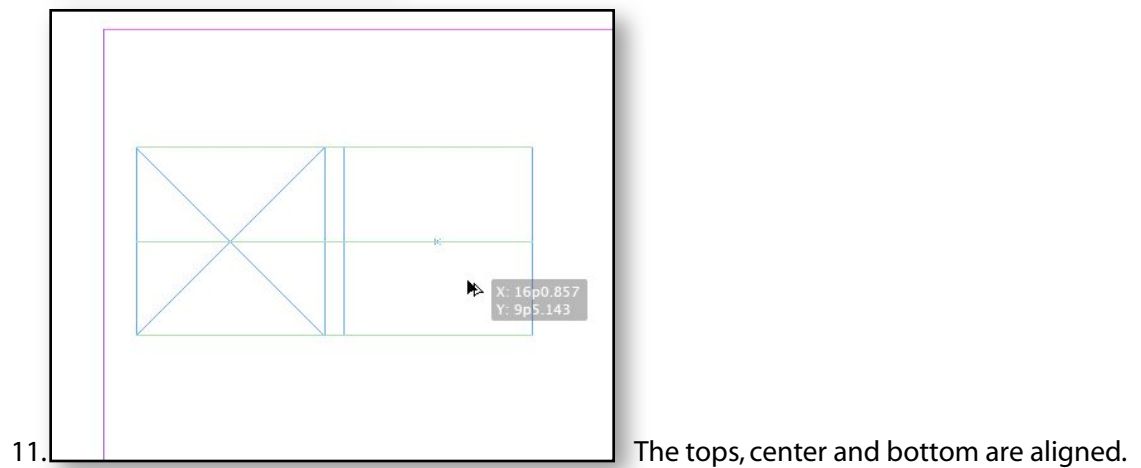 X: 16p0.857
Y: 9p5.143
11. The tops, center and bottom are aligned.